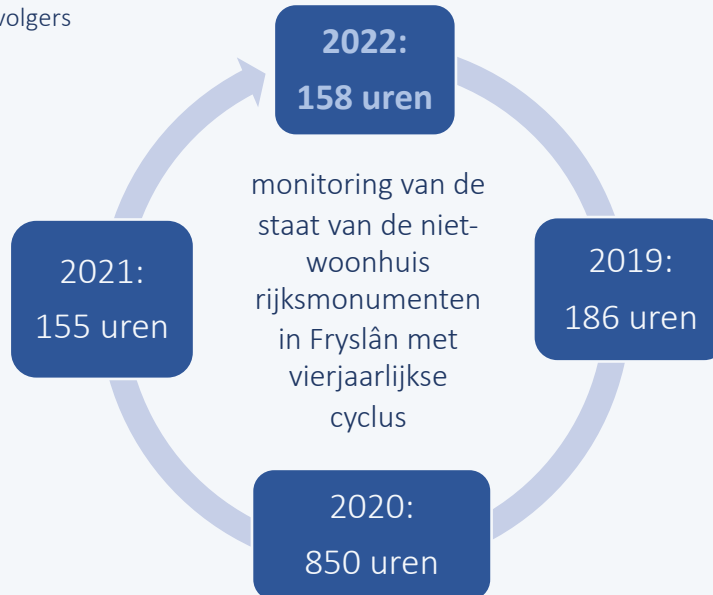 volgers
2022:
158 uren
monitoring van de
staat van de niet-
woonhuis
rijksmonumenten
in Fryslân met
vierjaarlijkse
cyclus
2019:
186 uren
2020:
850 uren
2021:
155 uren